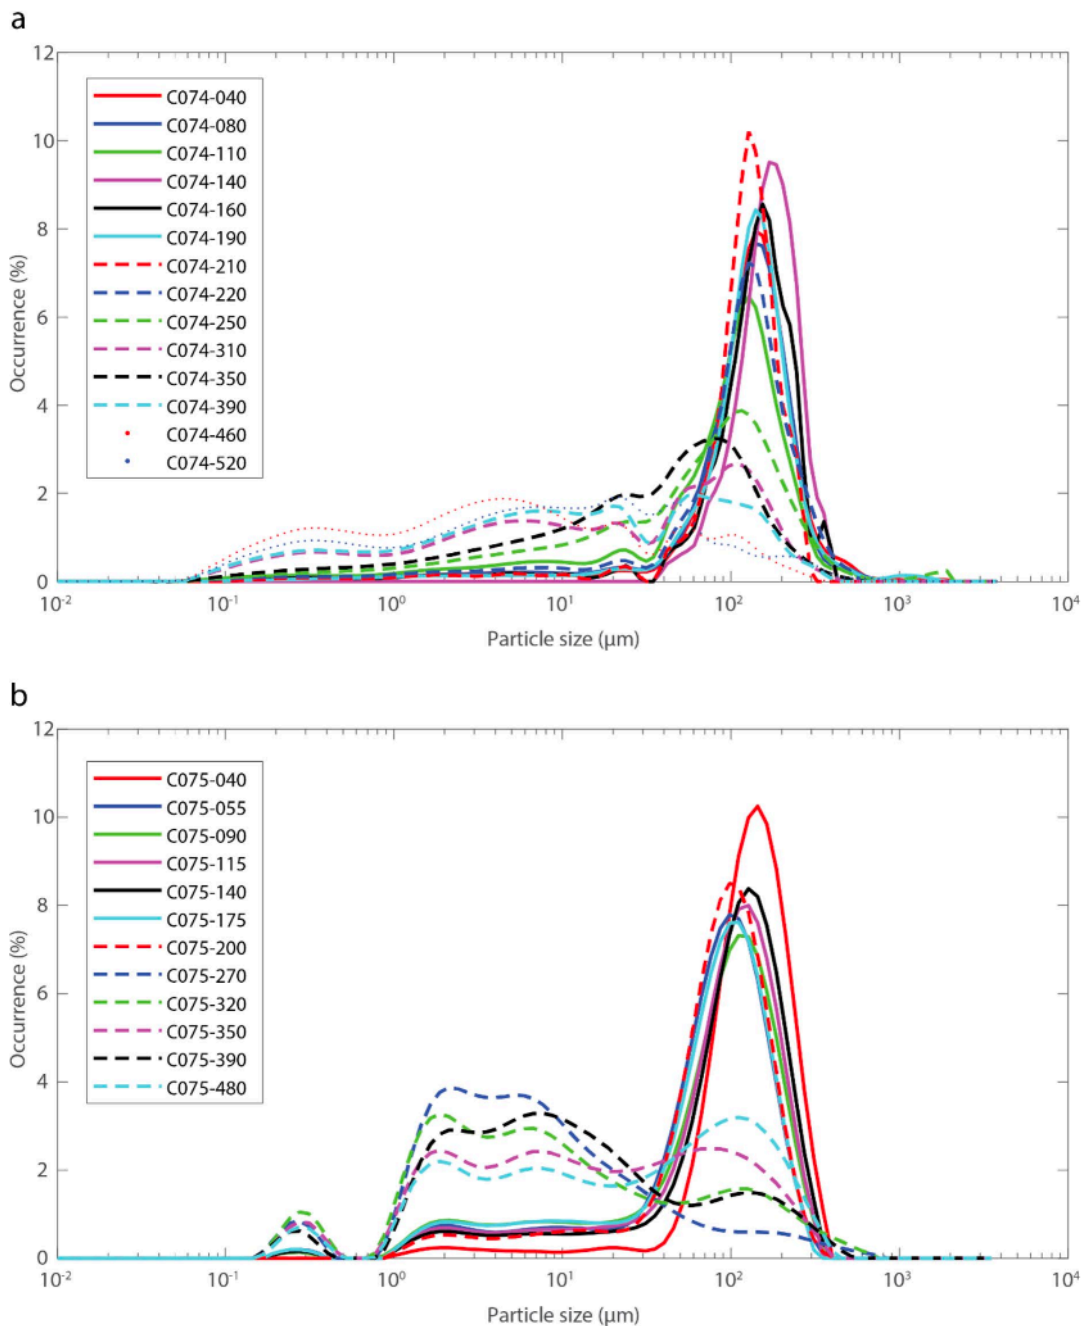 a
12
10
8
6
4
2
0
Occurrence (%)
C074-040
C074-080
C074-110
C074-140
C074-160
C074-190
C074-210
C074-220
C074-250
C074-310
C074-350
C074-390
C074-460
C074-520
10⁻² 10⁻¹ 10⁰ 10¹ 10² 10³ 10⁴
Particle size (μm)
b
12
10
8
6
4
2
0
Occurrence (%)
C075-040
C075-055
C075-090
C075-115
C075-140
C075-175
C075-200
C075-270
C075-320
C075-350
C075-390
C075-480
10⁻² 10⁻¹ 10⁰ 10¹ 10² 10³ 10⁴
Particle size (μm)